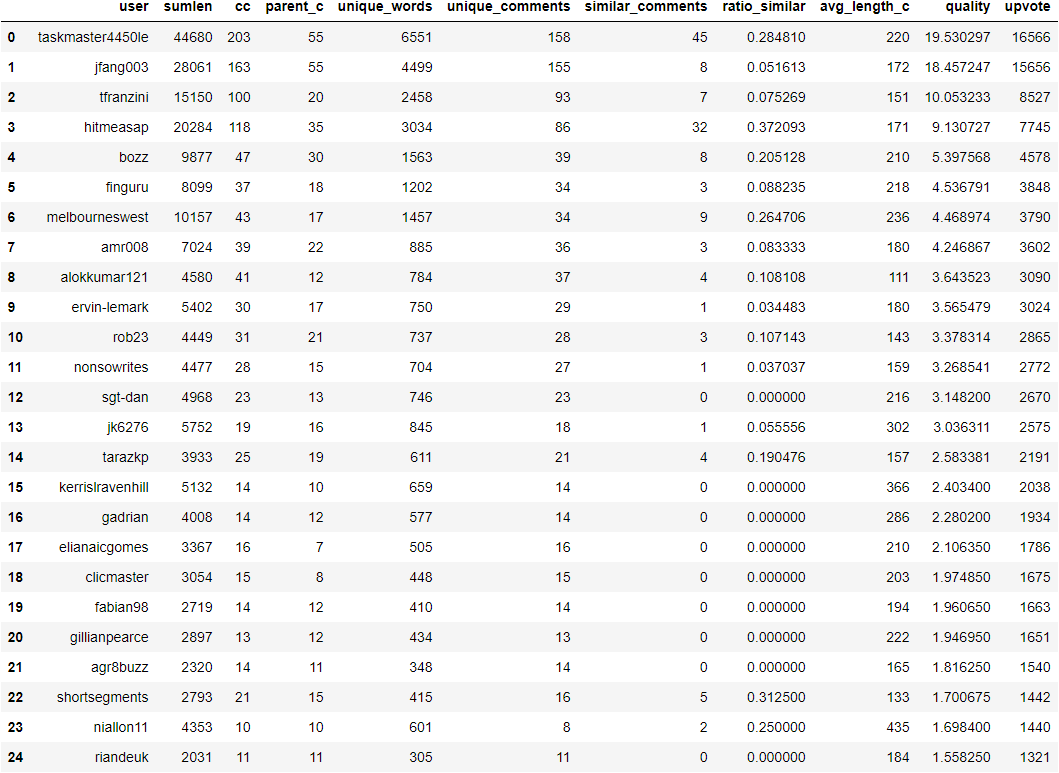 user sumlen cc parent_c unique_words unique_comments similar_comments ratio_similar avg_length_c quality upvote
0 taskmaster4450le 44680 203 55 6551 158 45 0.284810 220 19.530297 16566
1 jfang003 28061 163 55 4499 155 8 0.051613 172 18.457247 15656
2 tfranzini 15150 100 20 2458 93 7 0.075269 151 10.053233 8527
3 hitmeasap 20284 118 35 3034 86 32 0.372093 171 9.130727 7745
4 bozz 9877 47 30 1563 39 8 0.205128 210 5.397568 4578
5 finguru 8099 37 18 1202 34 3 0.088235 218 4.536791 3848
6 melbourneswest 10157 43 17 1457 34 9 0.264706 236 4.468974 3790
7 amr008 7024 39 22 885 36 3 0.083333 180 4.246867 3602
8 alokkumar121 4580 41 12 784 37 4 0.108108 111 3.643523 3090
9 ervin-lemark 5402 30 17 750 29 1 0.034483 180 3.565479 3024
10 rob23 4449 31 21 737 28 3 0.107143 143 3.378314 2865
11 nonsowrites 4477 28 15 704 27 1 0.037037 159 3.268541 2772
12 sgt-dan 4968 23 13 746 23 0 0.000000 216 3.148200 2670
13 jk6276 5752 19 16 845 18 1 0.055556 302 3.036311 2575
14 tarazkp 3933 25 19 611 21 4 0.190476 157 2.583381 2191
15 kerrislravenhill 5132 14 10 659 14 0 0.000000 366 2.403400 2038
16 gadrian 4008 14 12 577 14 0 0.000000 286 2.280200 1934
17 elianaicgomes 3367 16 7 505 16 0 0.000000 210 2.106350 1786
18 clicmaster 3054 15 8 448 15 0 0.000000 203 1.974850 1675
19 fabian98 2719 14 12 410 14 0 0.000000 194 1.960650 1663
20 gillianpearce 2897 13 12 434 13 0 0.000000 222 1.946950 1651
21 agr8buzz 2320 14 11 348 14 0 0.000000 165 1.816250 1540
22 shortsegments 2793 21 15 415 16 5 0.312500 133 1.700675 1442
23 niallon11 4353 10 10 601 8 2 0.250000 435 1.698400 1440
24 riandeuk 2031 11 11 305 11 0 0.000000 184 1.558250 1321